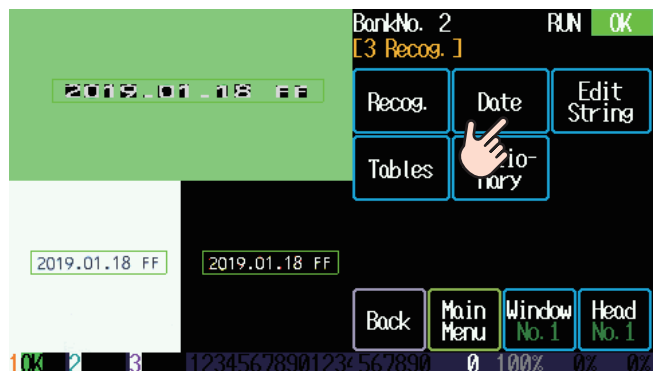 BankNo. 2 RUN OK
[3 Recog. ]
2019.01.18 FF
Recog. Date Edit String
Tables
2019.01.18 FF 2019.01.18 FF
Back Main Menu Window No.1 Head No.1
1 OK 2 3 12345678901234567890 0 100% 0% 0%